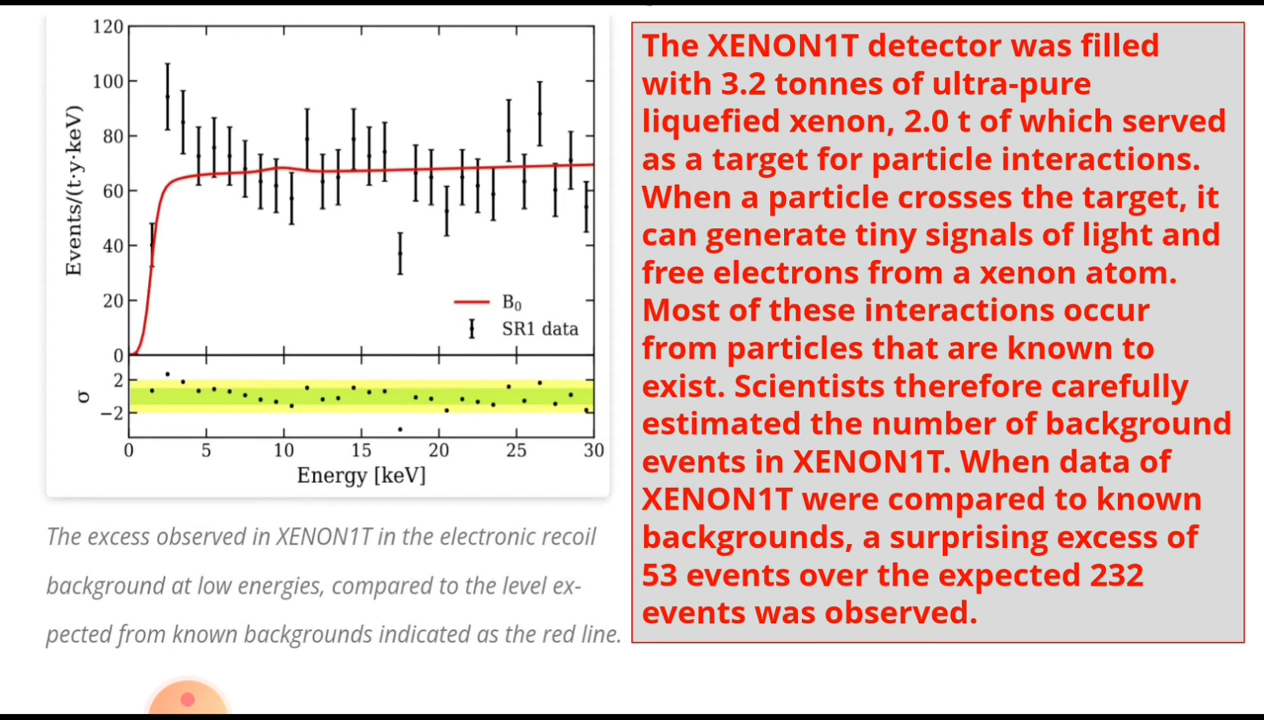 120
100
80
60
40
20
0
Events/(t·y·keV)
B₀
SR1 data
2
−2
σ
0 5 10 15 20 25 30
Energy [keV]
The excess observed in XENON1T in the electronic recoil
background at low energies, compared to the level ex-
pected from known backgrounds indicated as the red line.
The XENON1T detector was filled
with 3.2 tonnes of ultra-pure
liquefied xenon, 2.0 t of which served
as a target for particle interactions.
When a particle crosses the target, it
can generate tiny signals of light and
free electrons from a xenon atom.
Most of these interactions occur
from particles that are known to
exist. Scientists therefore carefully
estimated the number of background
events in XENON1T. When data of
XENON1T were compared to known
backgrounds, a surprising excess of
53 events over the expected 232
events was observed.